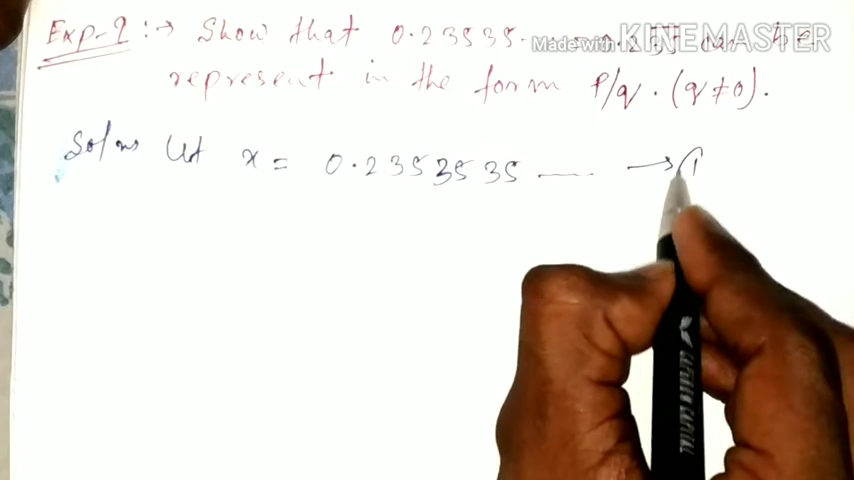 Exp-9 :→ Show that 0.23535. Made with KINEMASTER can be
represent in the form P/q . (q ≠ 0).
Soln: Let x = 0.2353535 —— → (1